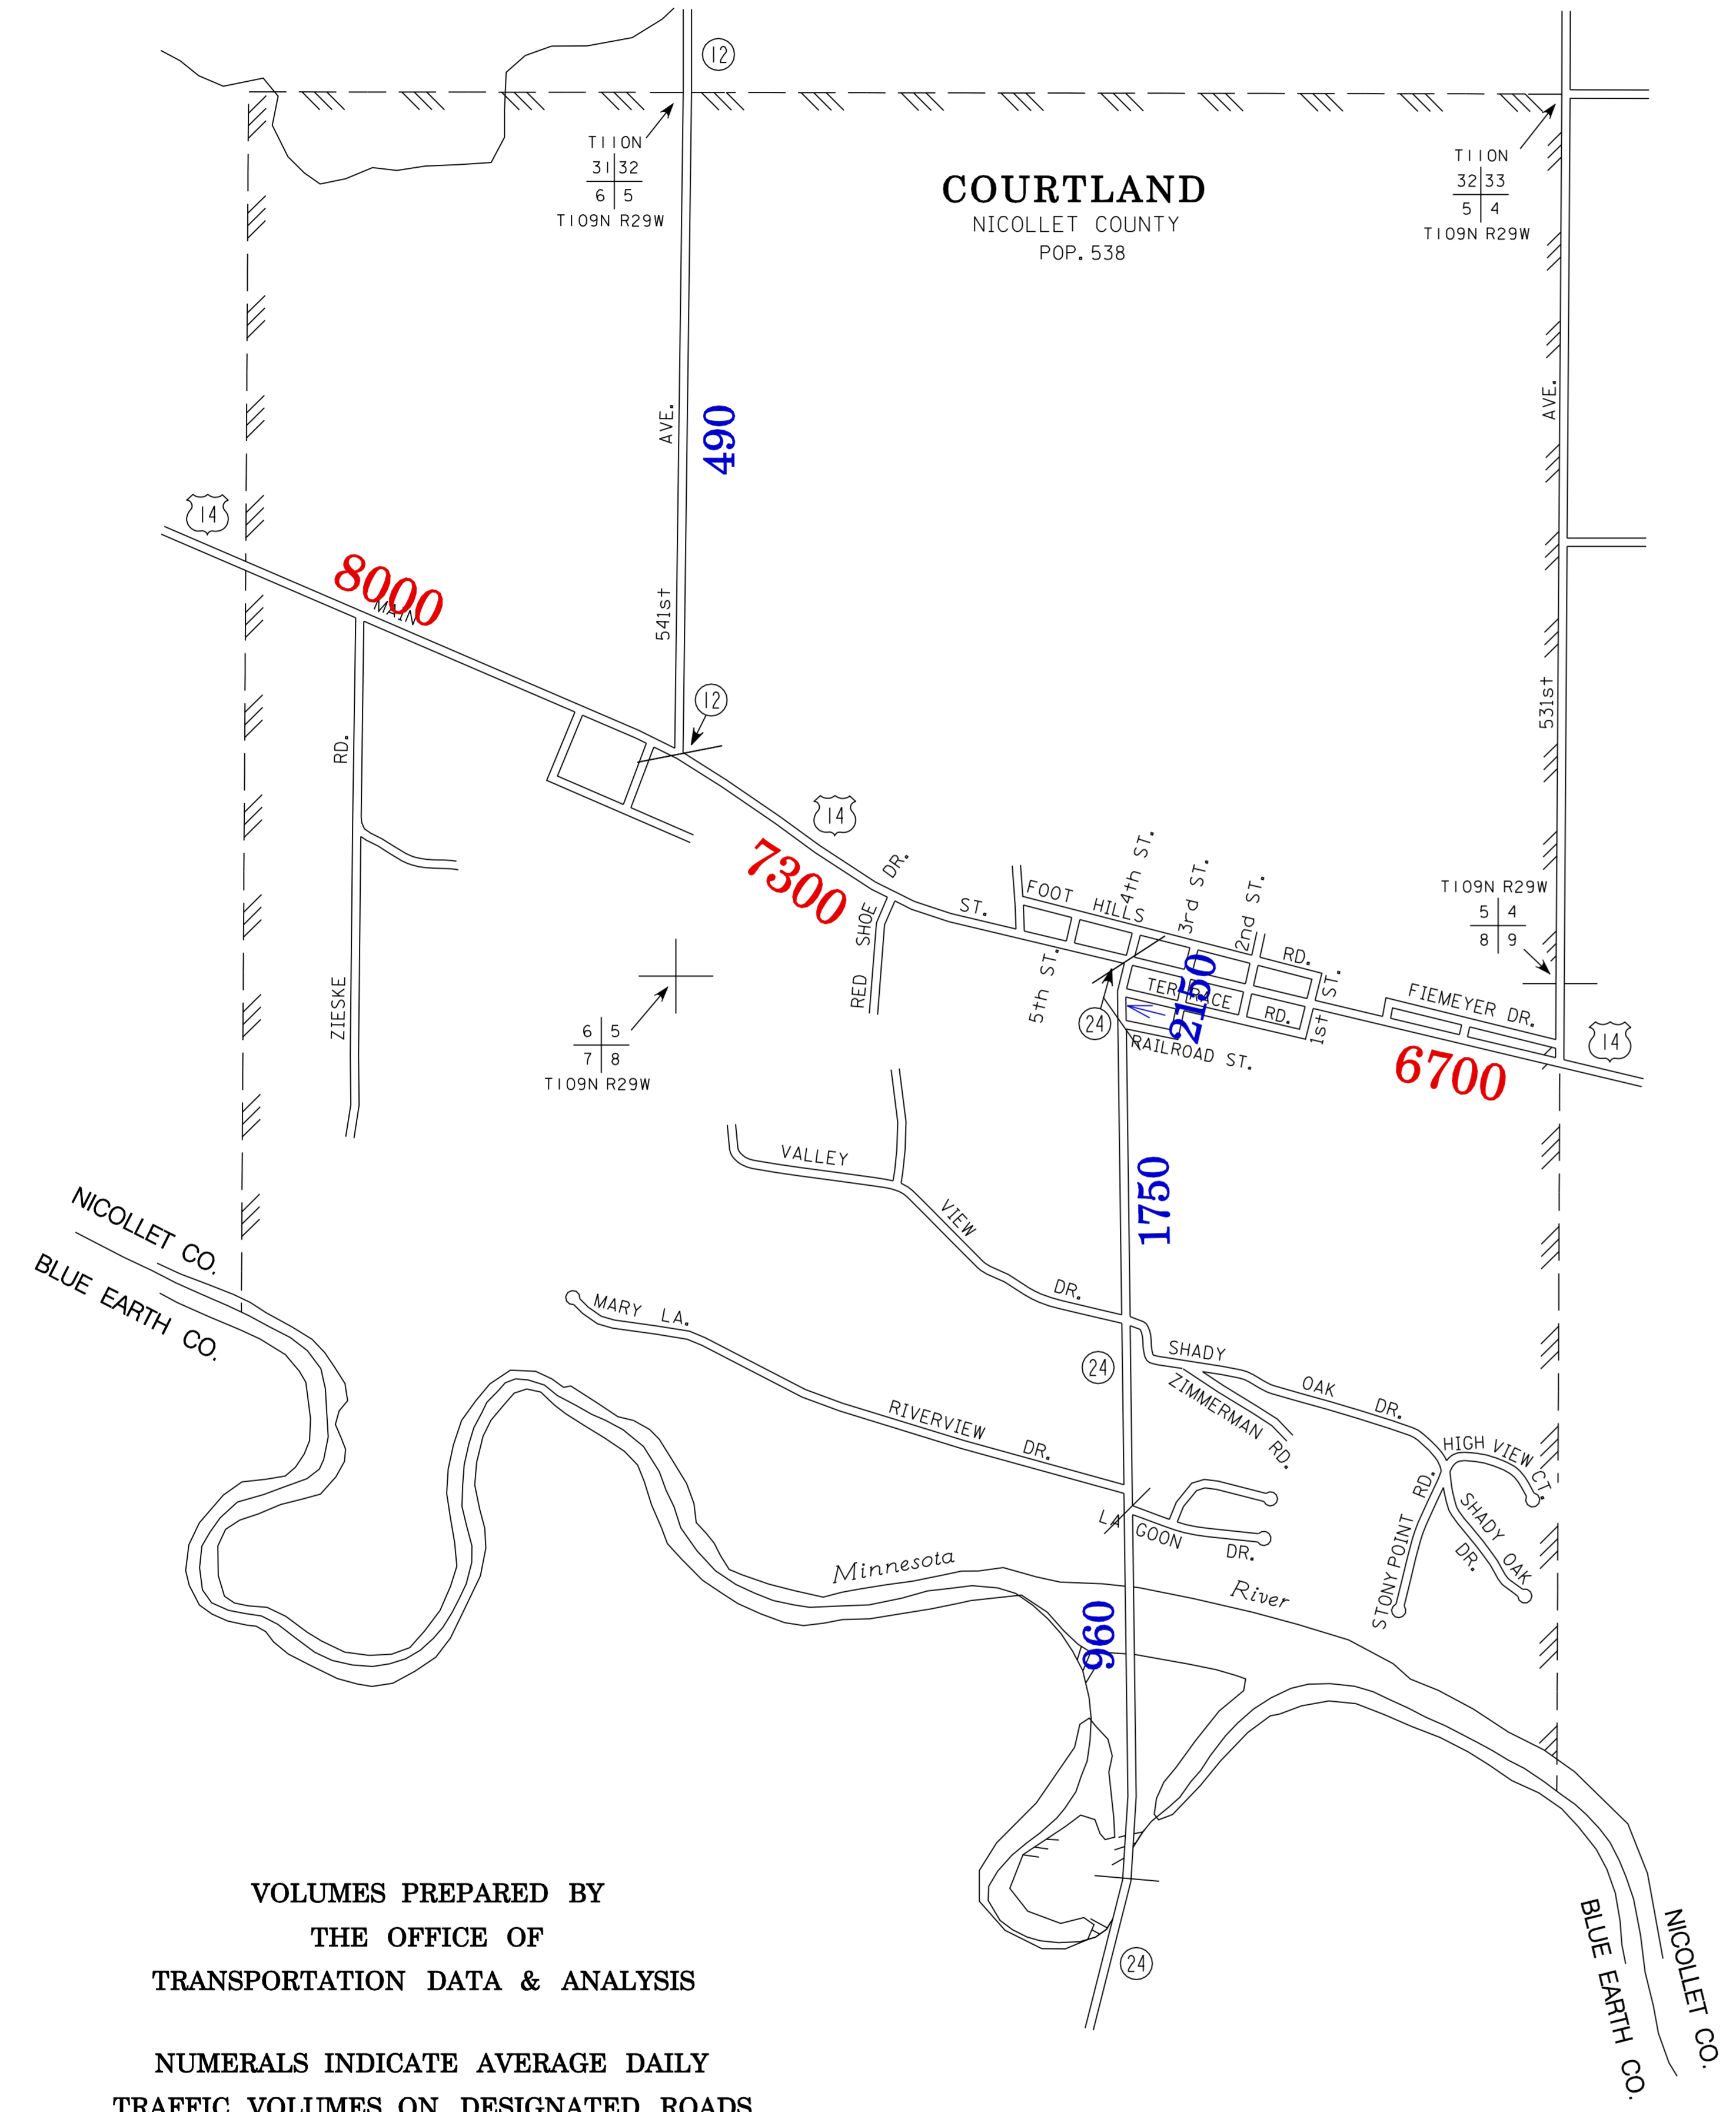 12
T110N
31 32
6 5
T109N R29W
COURTLAND
NICOLLET COUNTY
POP. 538
T110N
32 33
5 4
T109N R29W
541st AVE.
490
531st AVE.
14
8000
MAIN
12
ZIESKE RD.
14
7300
RED SHOE DR.
ST.
FOOT HILLS RD.
4th ST.
3rd ST.
2nd ST.
5th ST.
1st ST.
TERRACE RD.
2150
24
RAILROAD ST.
T109N R29W
5 4
8 9
FIEMEYER DR.
14
6700
6 5
7 8
T109N R29W
1750
VALLEY VIEW DR.
NICOLLET CO.
BLUE EARTH CO.
MARY LA.
24
SHADY OAK DR.
ZIMMERMAN RD.
RIVERVIEW DR.
HIGH VIEW CT.
STONY POINT RD.
SHADY OAK DR.
LAGOON DR.
Minnesota River
960
24
NICOLLET CO.
BLUE EARTH CO.
VOLUMES PREPARED BY
THE OFFICE OF
TRANSPORTATION DATA & ANALYSIS
NUMERALS INDICATE AVERAGE DAILY
TRAFFIC VOLUMES ON DESIGNATED ROADS